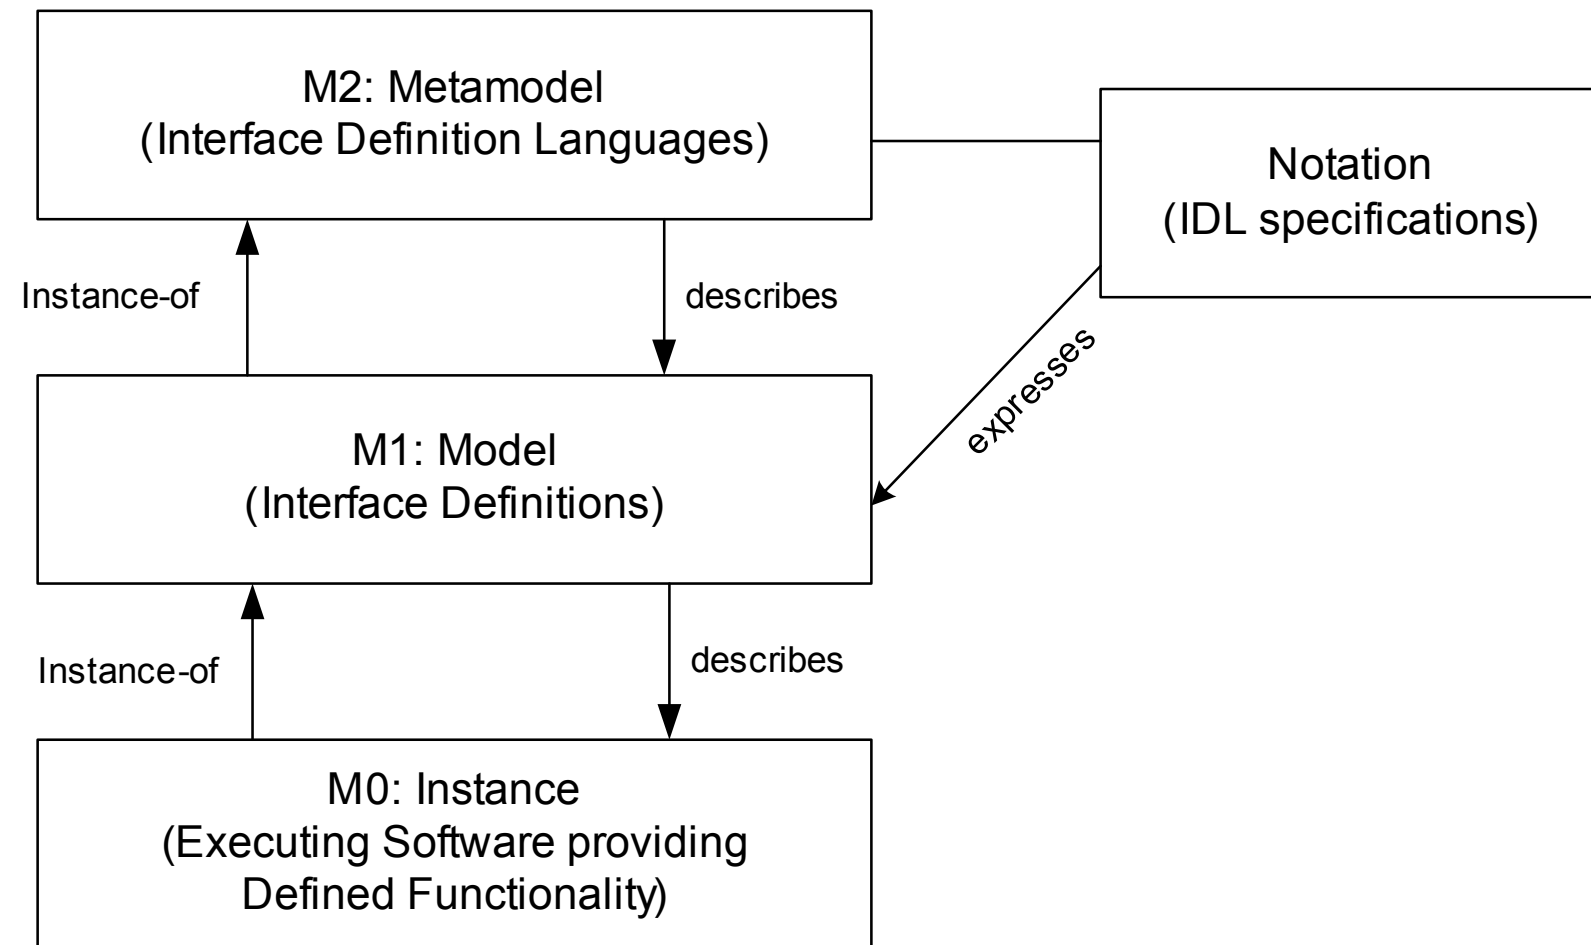 M2: Metamodel
(Interface Definition Languages)
Notation
(IDL specifications)
Instance-of
describes
expresses
M1: Model
(Interface Definitions)
Instance-of
describes
M0: Instance
(Executing Software providing
Defined Functionality)